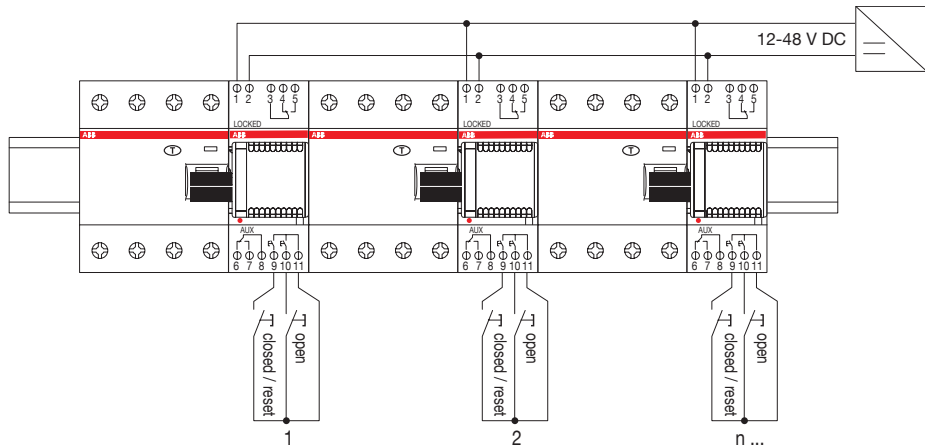 12-48 V DC
1 2 3 4 5
1 2 3 4 5
1 2 3 4 5
LOCKED
LOCKED
LOCKED
ABB
ABB
ABB
ABB
ABB
ABB
T
T
T
AUX
AUX
AUX
6 7 8 9 10 11
6 7 8 9 10 11
6 7 8 9 10 11
closed / reset
open
closed / reset
open
closed / reset
open
1
2
n ...